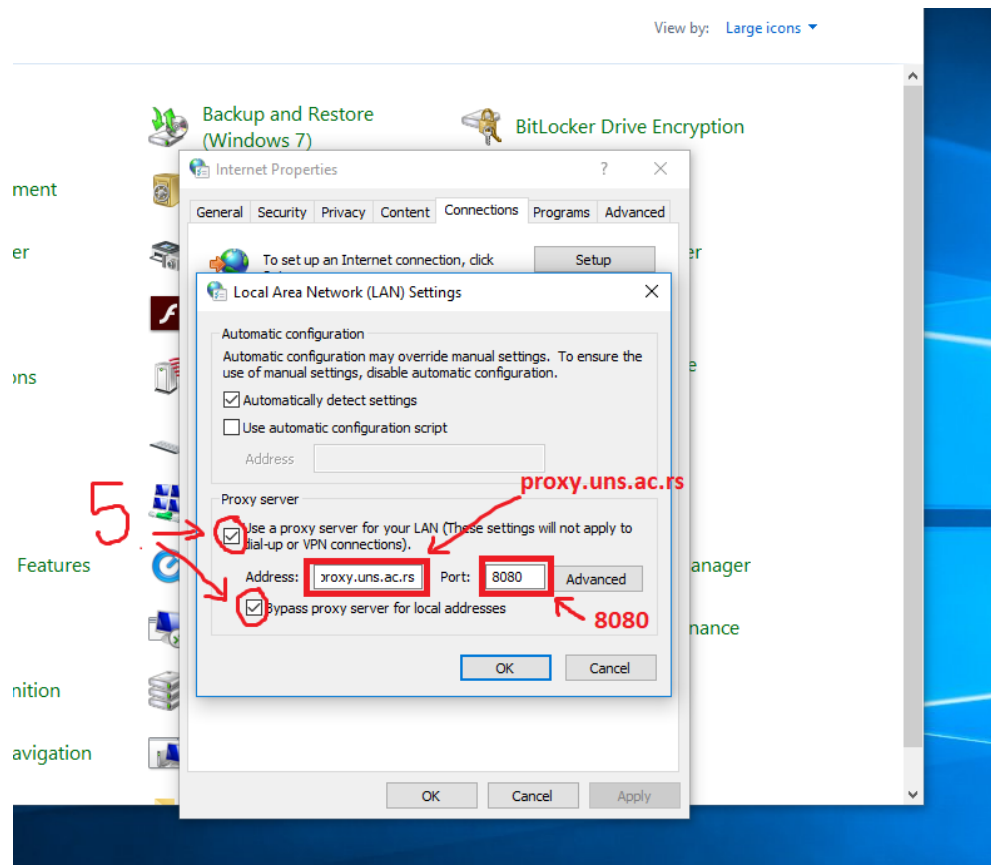 View by: Large icons
Backup and Restore
(Windows 7)
BitLocker Drive Encryption
Internet Properties
?
ment
General Security Privacy Content Connections Programs Advanced
er
To set up an Internet connection, click
Setup
er
Local Area Network (LAN) Settings
Automatic configuration
Automatic configuration may override manual settings. To ensure the
use of manual settings, disable automatic configuration.
e
ons
Automatically detect settings
Use automatic configuration script
Address
proxy.uns.ac.rs
Proxy server
5
Use a proxy server for your LAN (These settings will not apply to
dial-up or VPN connections).
Features
Address: proxy.uns.ac.rs Port: 8080 Advanced
anager
Bypass proxy server for local addresses
8080
nance
OK Cancel
nition
avigation
OK Cancel Apply